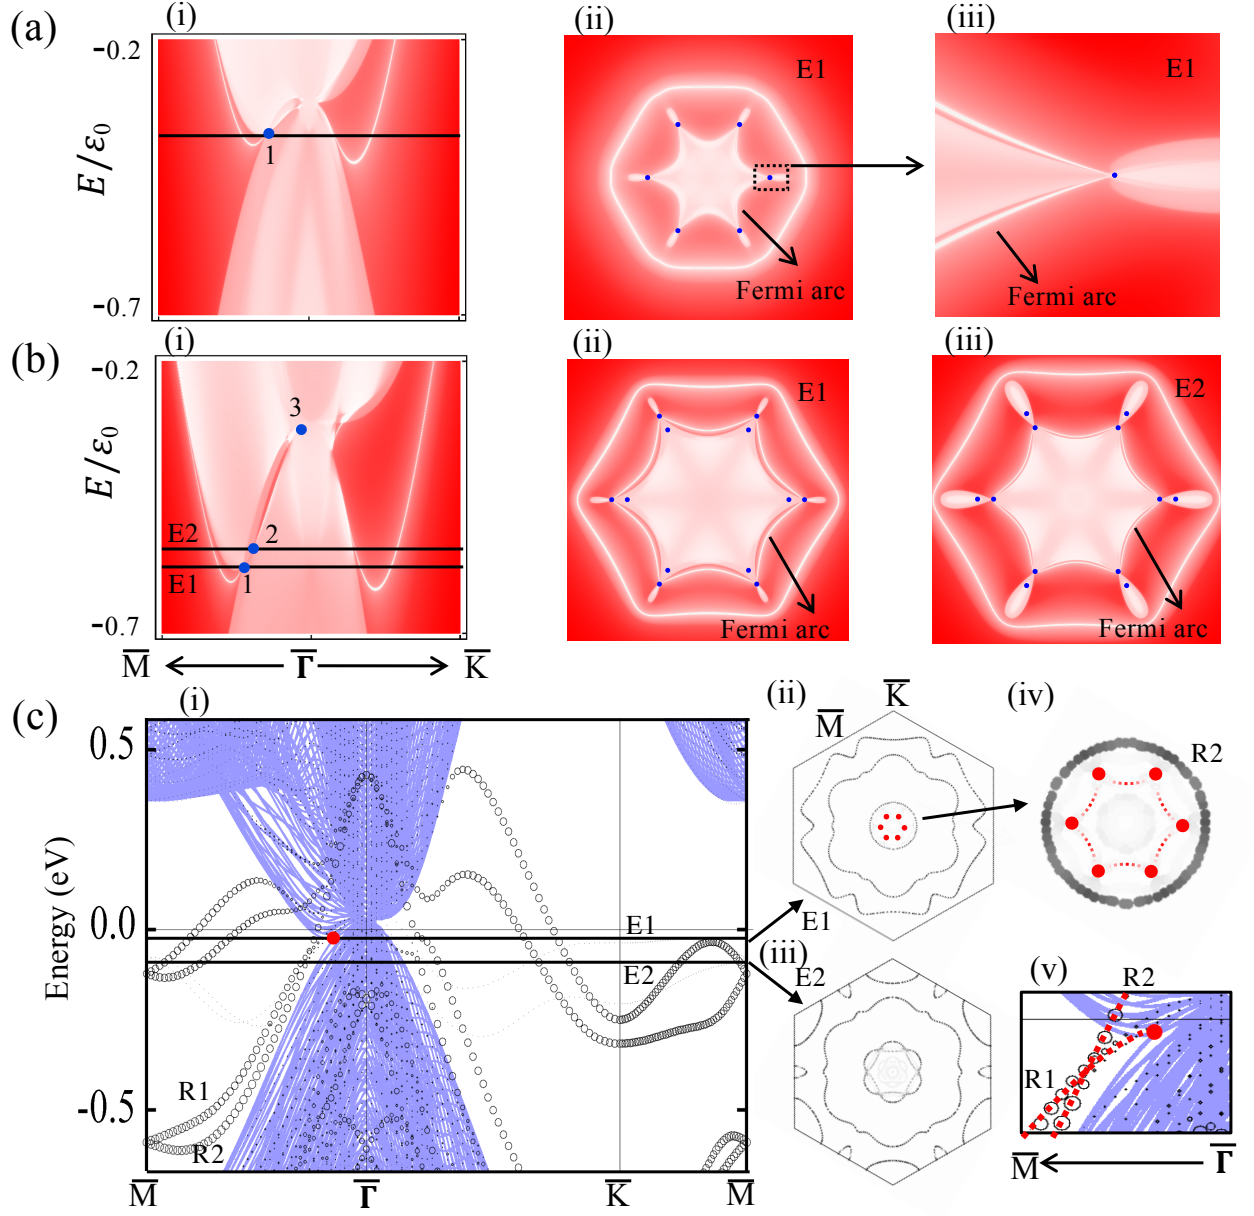 (a)
(i)
-0.2
E/ε0
-0.7
1
(ii)
E1
Fermi arc
(iii)
E1
Fermi arc
(b)
(i)
-0.2
E/ε0
-0.7
3
2
1
E2
E1
M̅ Γ̅ K̅
(ii)
E1
Fermi arc
(iii)
E2
Fermi arc
(c)
(i)
0.5
0.0
-0.5
Energy (eV)
E1
E2
R1
R2
M̅ Γ̅ K̅ M̅
(ii)
K̅
M̅
E1
(iii)
E2
(iv)
R2
(v)
R2
R1
M̅ Γ̅